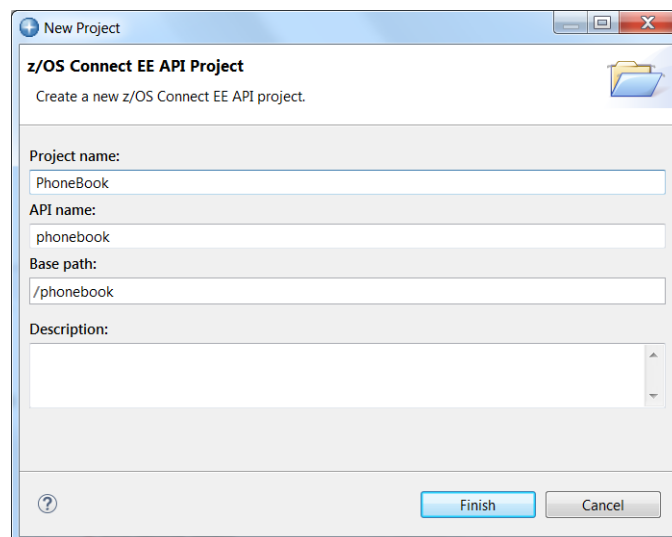 New Project
z/OS Connect EE API Project
Create a new z/OS Connect EE API project.
Project name:
PhoneBook
API name:
phonebook
Base path:
/phonebook
Description:
?
Finish
Cancel